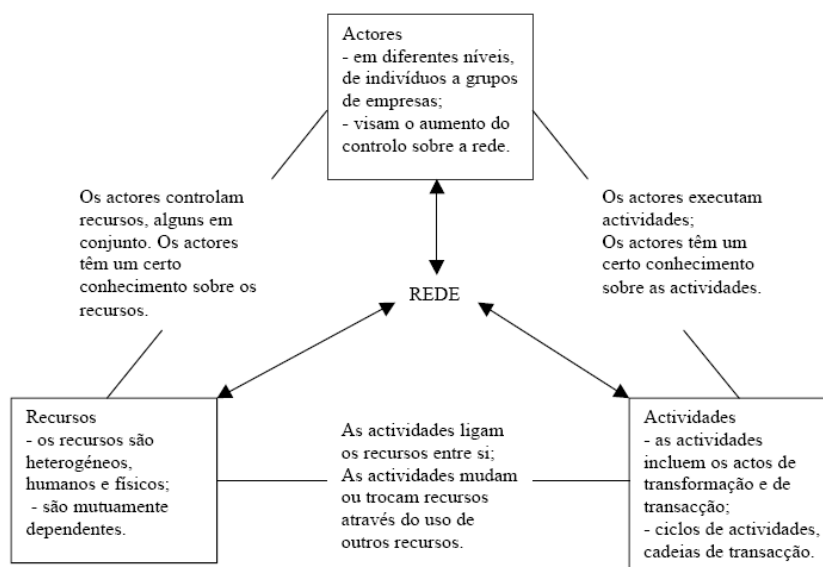 Actores
- em diferentes níveis,
de indivíduos a grupos
de empresas;
- visam o aumento do
controlo sobre a rede.
Os actores controlam
recursos, alguns em
conjunto. Os actores
têm um certo
conhecimento sobre os
recursos.
Os actores executam
actividades;
Os actores têm um
certo conhecimento
sobre as actividades.
REDE
Recursos
- os recursos são
heterogéneos,
humanos e físicos;
- são mutuamente
dependentes.
As actividades ligam
os recursos entre si;
As actividades mudam
ou trocam recursos
através do uso de
outros recursos.
Actividades
- as actividades
incluem os actos de
transformação e de
transacção;
- ciclos de actividades,
cadeias de transacção.